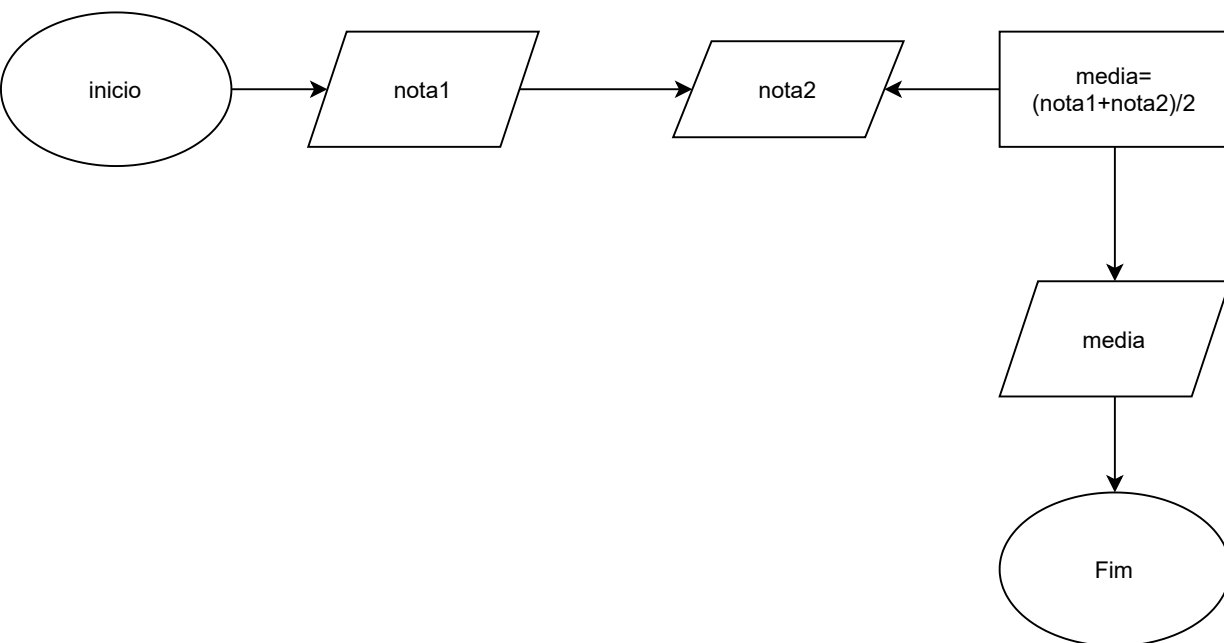 inicio
nota1
nota2
media=
(nota1+nota2)/2
media
Fim